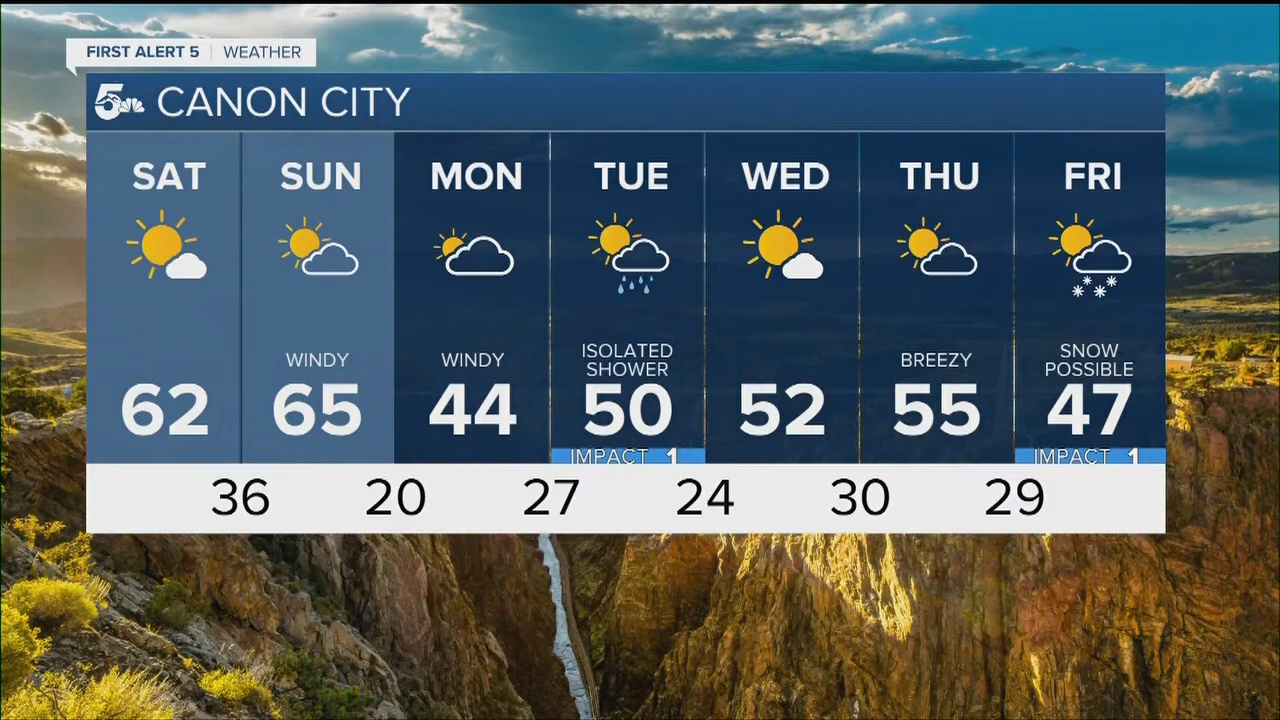 FIRST ALERT 5 | WEATHER
5 CANON CITY
SAT SUN MON TUE WED THU FRI
WINDY WINDY ISOLATED SHOWER BREEZY SNOW POSSIBLE
62 65 44 50 52 55 47
IMPACT 1 IMPACT 1
36 20 27 24 30 29